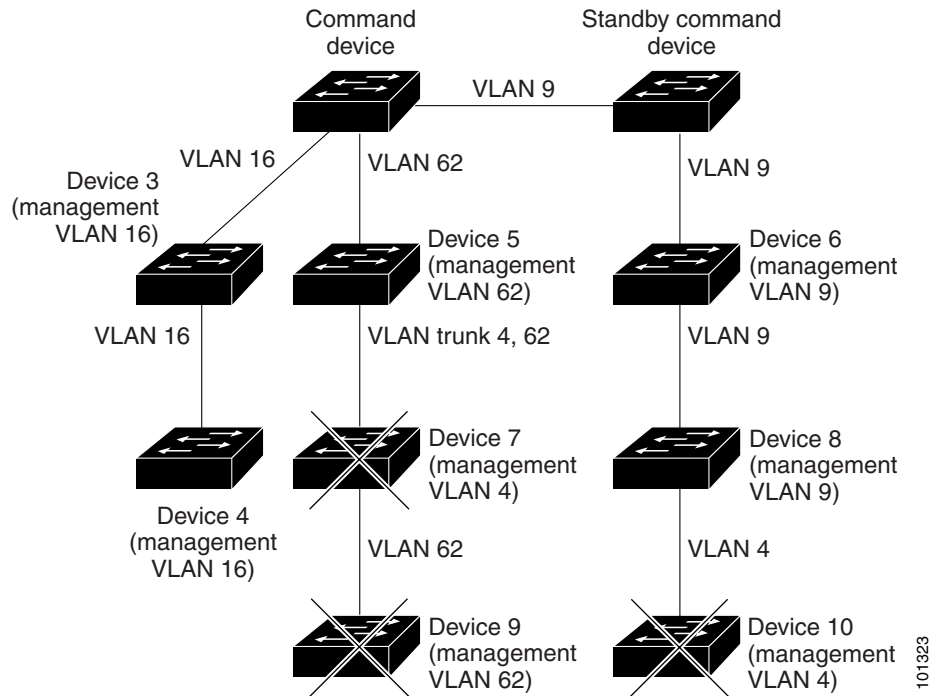 Command
device
Standby command
device
VLAN 9
VLAN 16
VLAN 62
VLAN 9
Device 3
(management
VLAN 16)
Device 5
(management
VLAN 62)
Device 6
(management
VLAN 9)
VLAN 16
VLAN trunk 4, 62
VLAN 9
Device 4
(management
VLAN 16)
Device 7
(management
VLAN 4)
Device 8
(management
VLAN 9)
VLAN 62
VLAN 4
Device 9
(management
VLAN 62)
Device 10
(management
VLAN 4)
101323